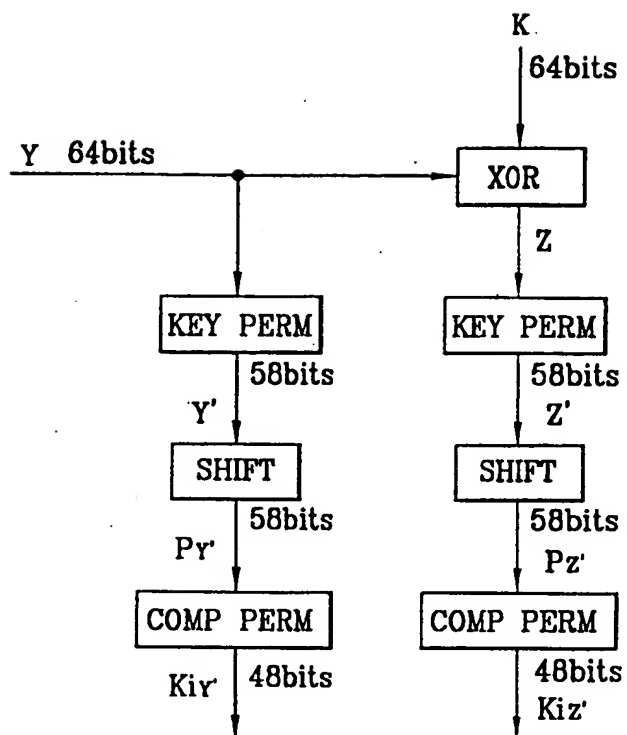 K
64bits
Y 64bits
XOR
Z
KEY PERM
KEY PERM
58bits
58bits
Y'
Z'
SHIFT
SHIFT
58bits
58bits
PY'
PZ'
COMP PERM
COMP PERM
KiY'
48bits
48bits
Kiz'